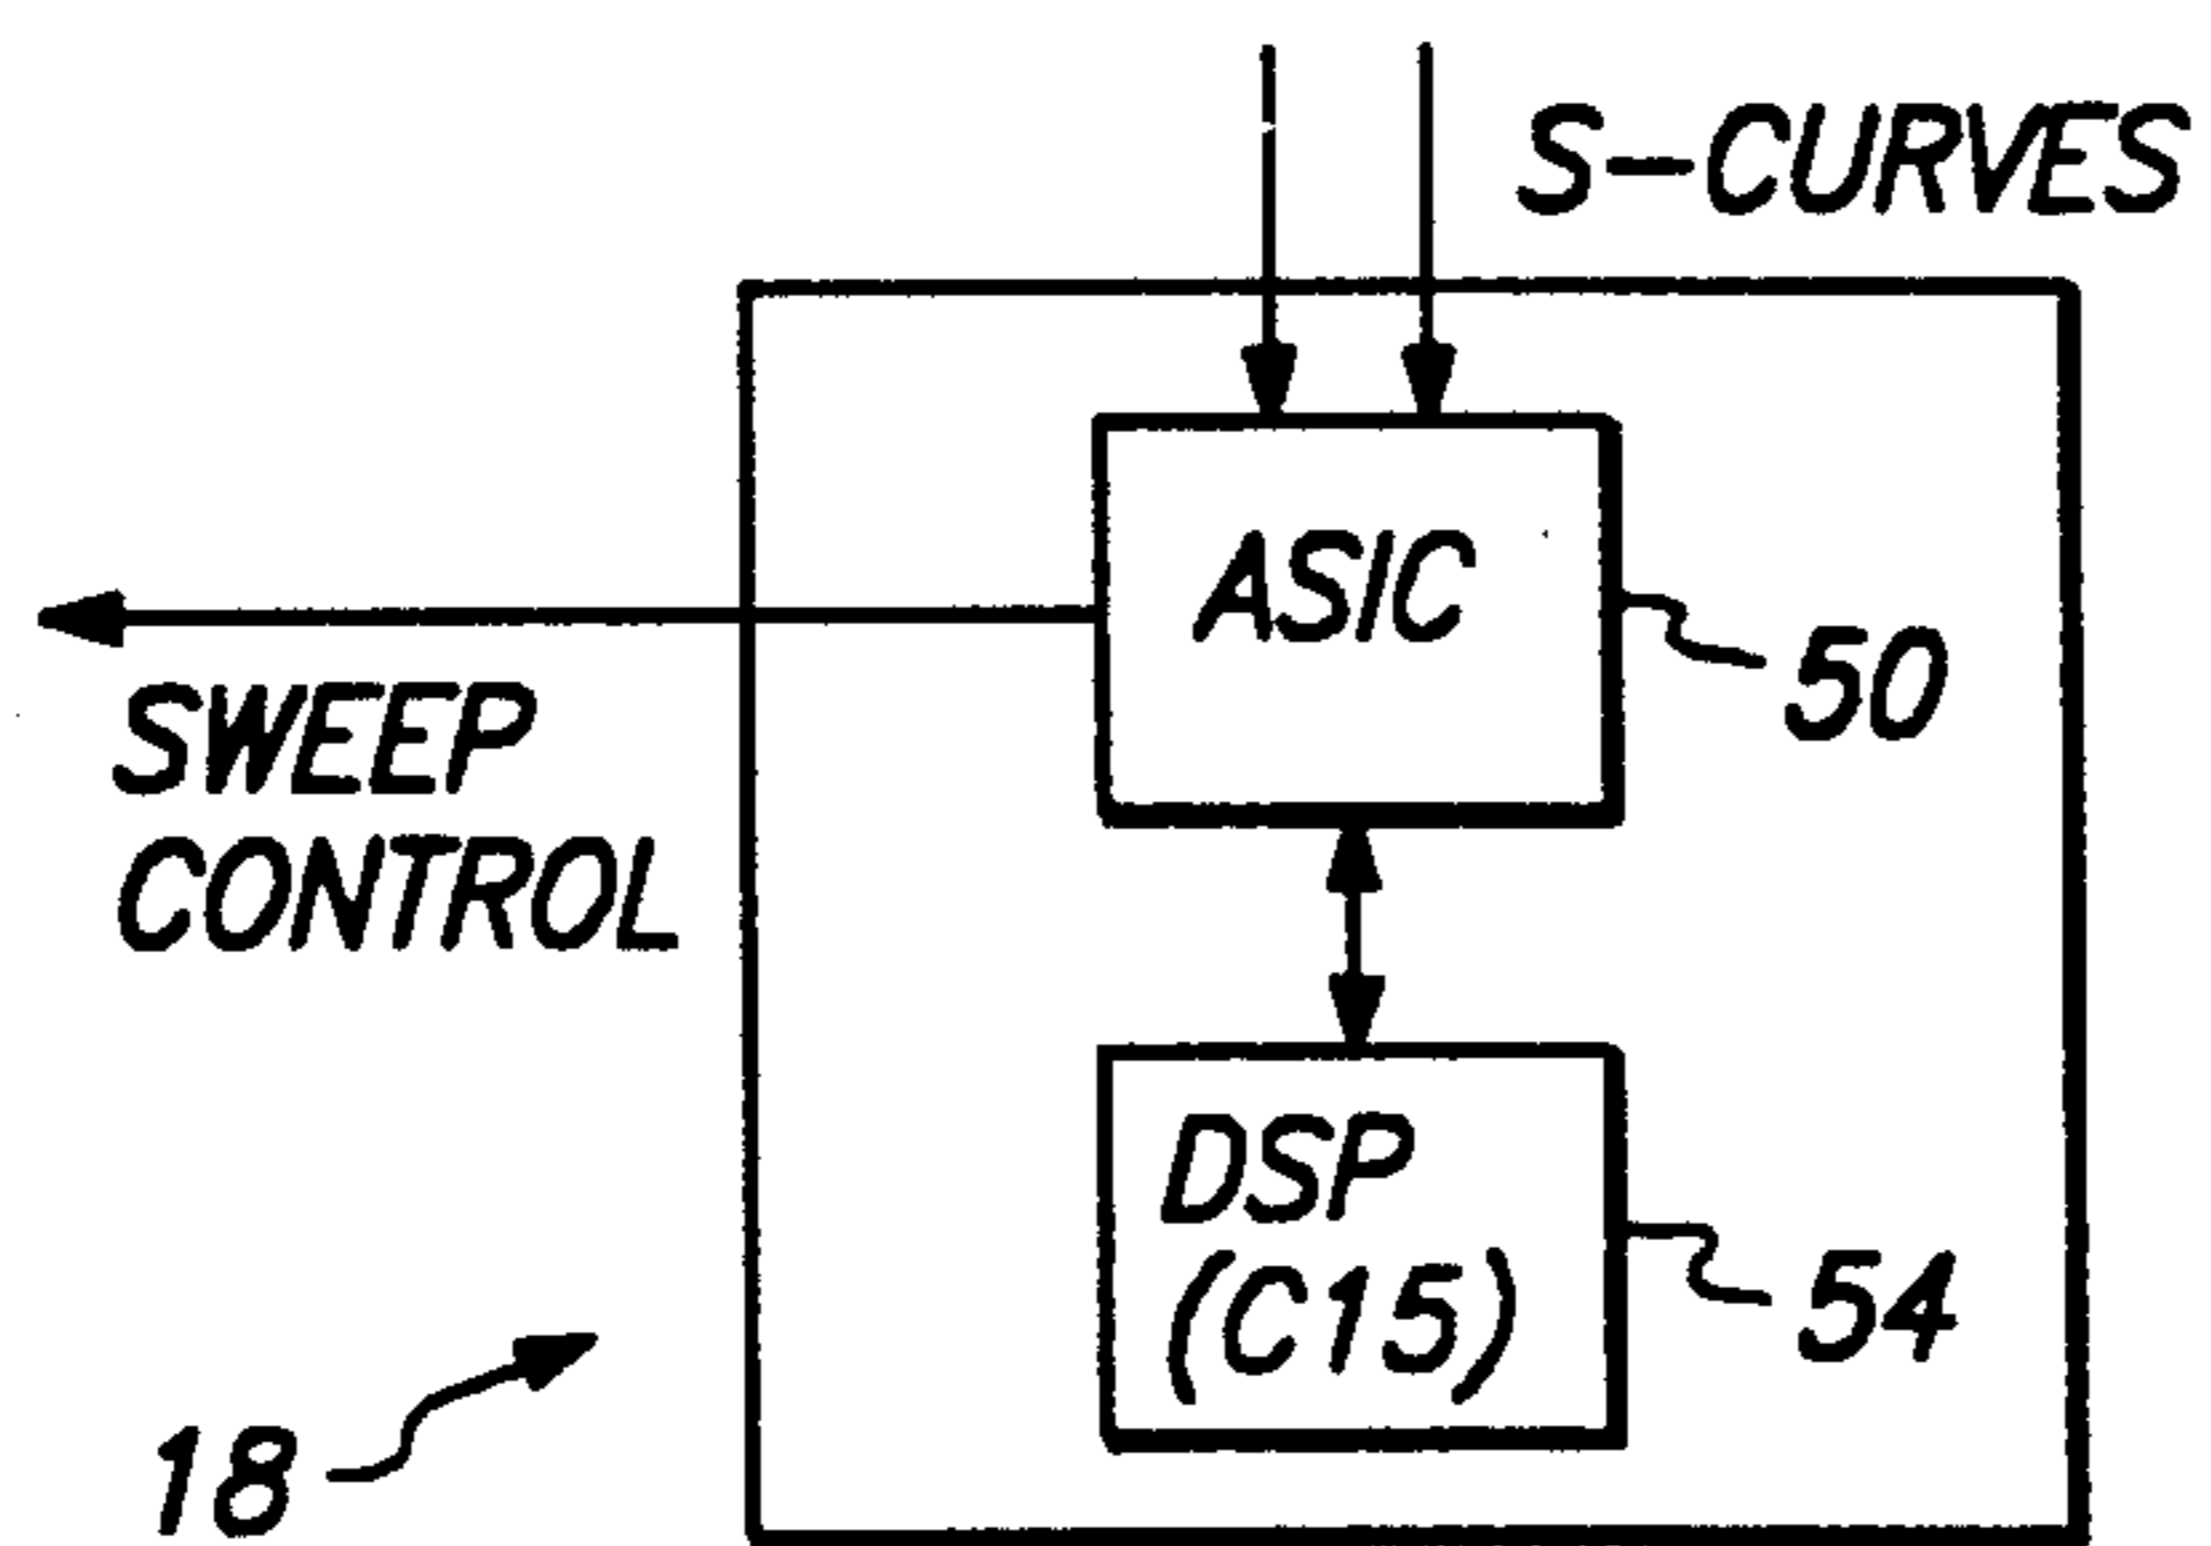 S-CURVES
ASIC
50
SWEEP
CONTROL
DSP
(C15)
54
18